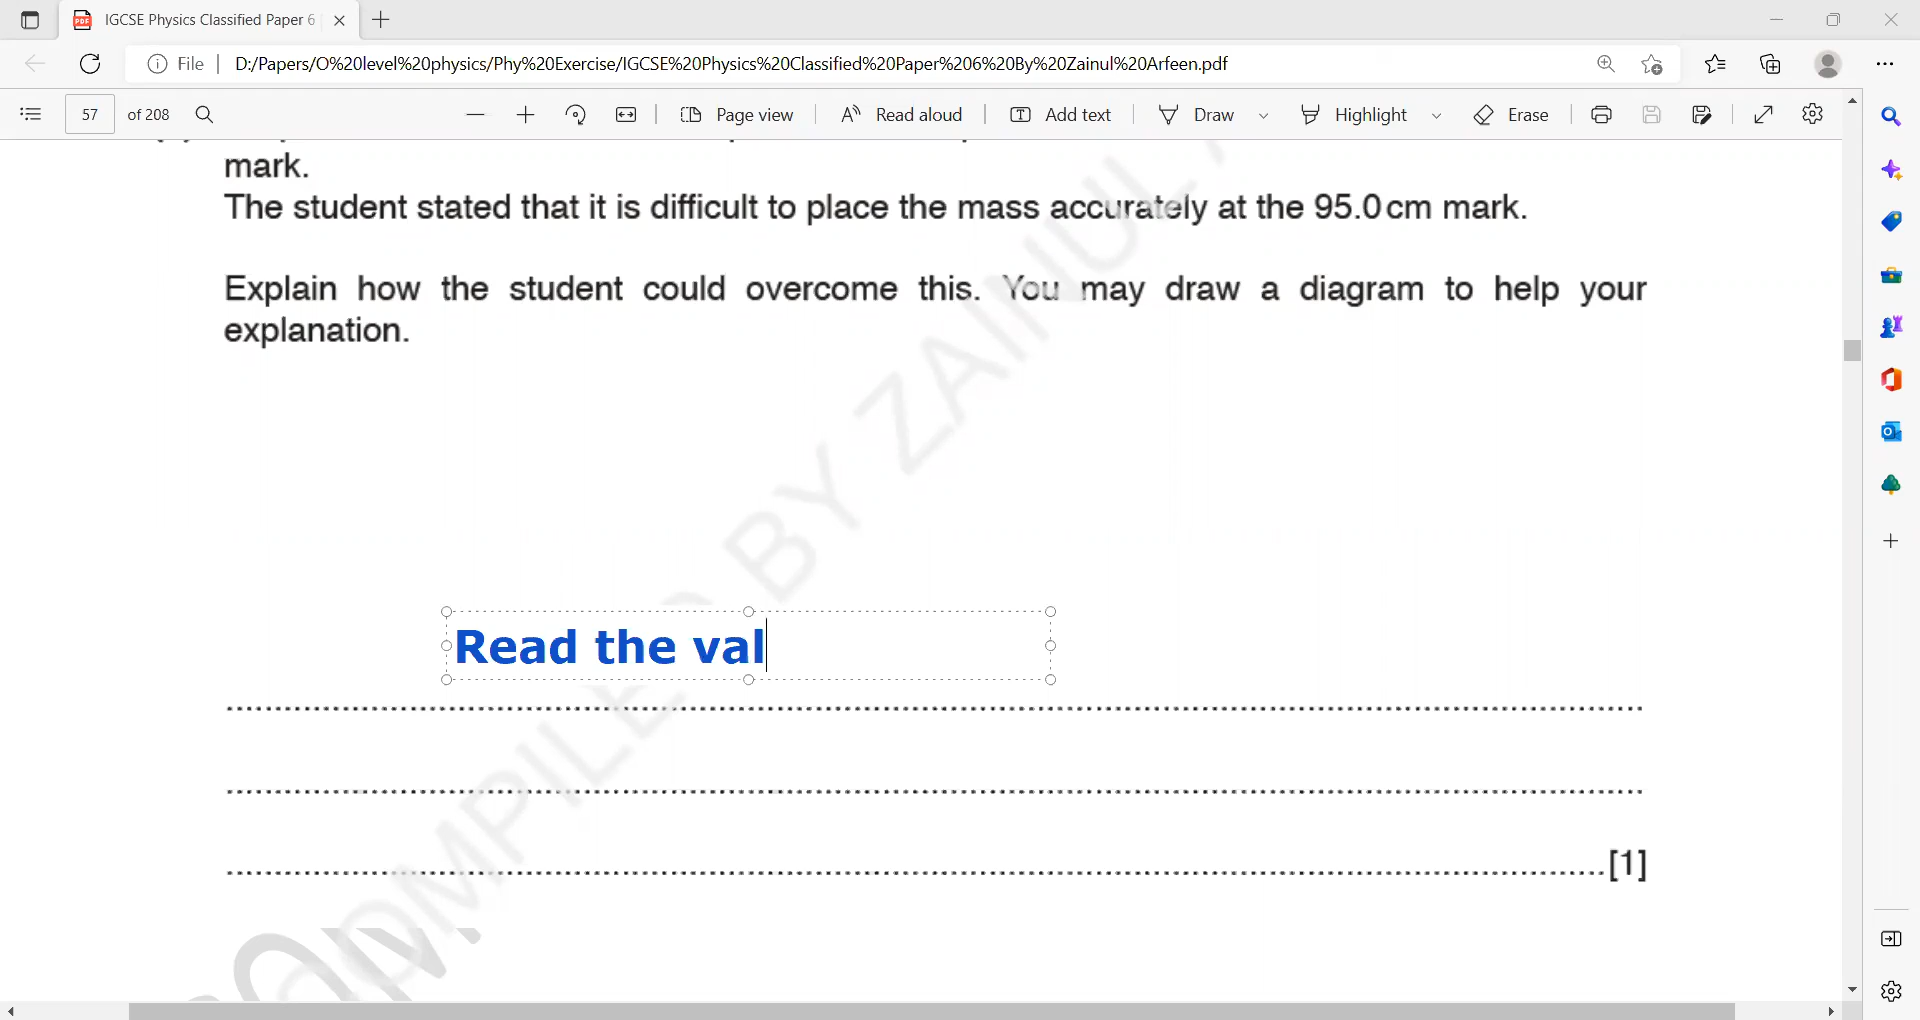 IGCSE Physics Classified Paper 6
File
D:/Papers/O%20level%20physics/Phy%20Exercise/IGCSE%20Physics%20Classified%20Paper%206%20By%20Zainul%20Arfeen.pdf
57 of 208
Page view
Read aloud
Add text
Draw
Highlight
Erase
mark.
The student stated that it is difficult to place the mass accurately at the 95.0 cm mark.
Explain how the student could overcome this. You may draw a diagram to help your
explanation.
Read the val
[1]
BY ZAINUL